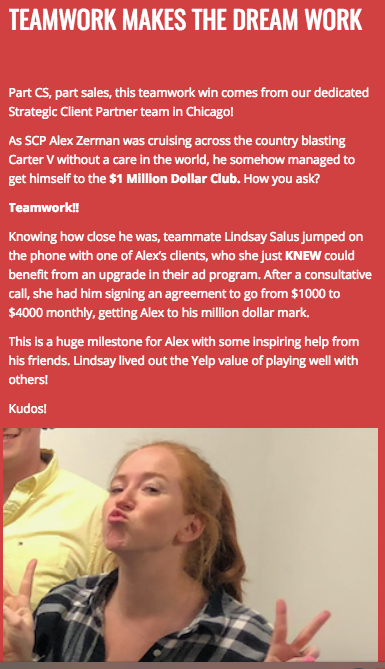 TEAMWORK MAKES THE DREAM WORK
Part CS, part sales, this teamwork win comes from our dedicated
Strategic Client Partner team in Chicago!
As SCP Alex Zerman was cruising across the country blasting
Carter V without a care in the world, he somehow managed to
get himself to the $1 Million Dollar Club. How you ask?
Teamwork!!
Knowing how close he was, teammate Lindsay Salus jumped on
the phone with one of Alex's clients, who she just KNEW could
benefit from an upgrade in their ad program. After a consultative
call, she had him signing an agreement to go from $1000 to
$4000 monthly, getting Alex to his million dollar mark.
This is a huge milestone for Alex with some inspiring help from
his friends. Lindsay lived out the Yelp value of playing well with
others!
Kudos!